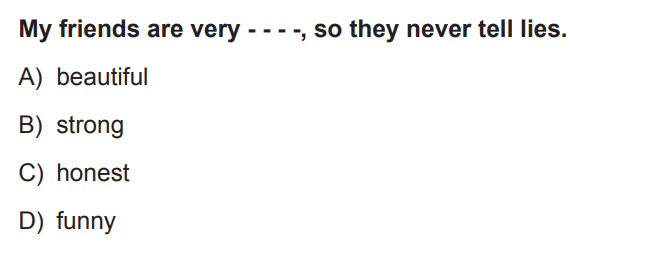 My friends are very - - - -, so they never tell lies.
A) beautiful
B) strong
C) honest
D) funny